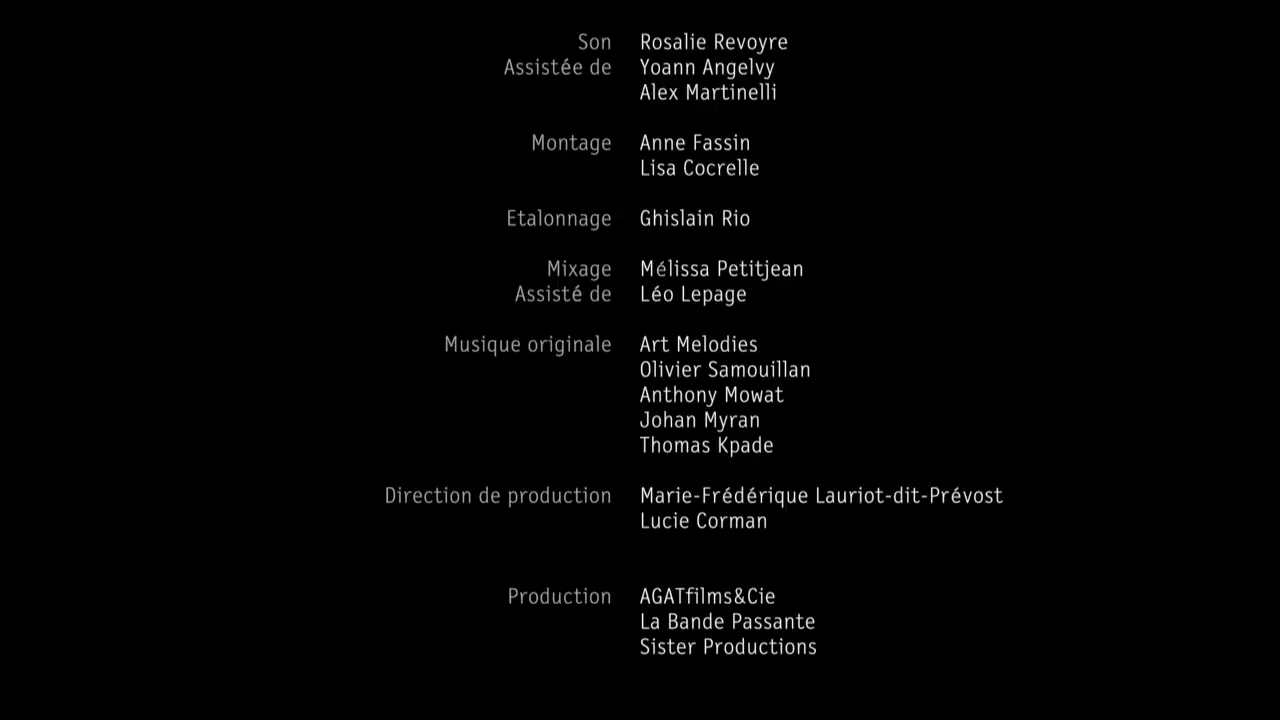 Son Rosalie Revoyre
Assistée de Yoann Angelvy
Alex Martinelli
Montage Anne Fassin
Lisa Cocrelle
Etalonnage Ghislain Rio
Mixage Mélissa Petitjean
Assisté de Léo Lepage
Musique originale Art Melodies
Olivier Samouillan
Anthony Mowat
Johan Myran
Thomas Kpade
Direction de production Marie-Frédérique Lauriot-dit-Prévost
Lucie Corman
Production AGATfilms&Cie
La Bande Passante
Sister Productions